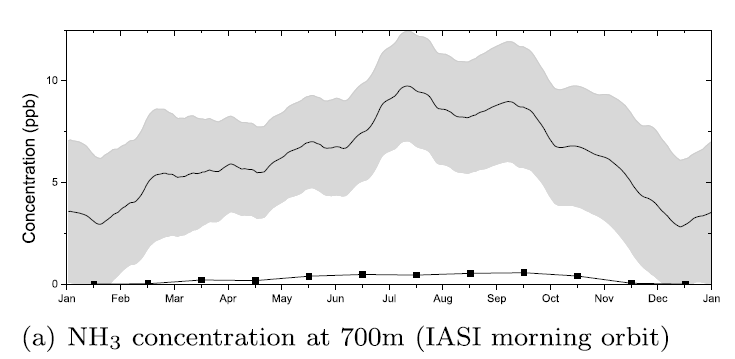 10
5
0
Concentration (ppb)
Jan Feb Mar Apr May Jun Jul Aug Sep Oct Nov Dec Jan
(a) NH₃ concentration at 700m (IASI morning orbit)